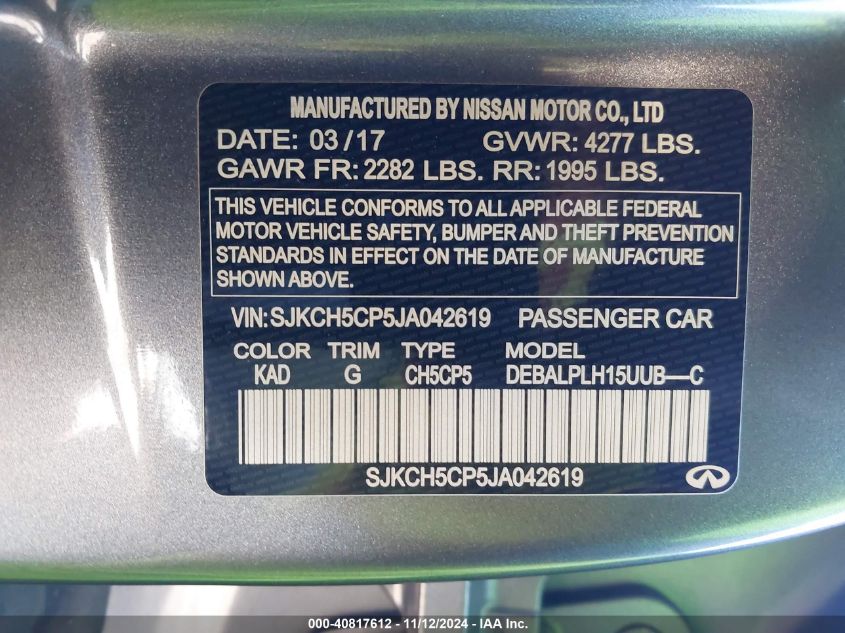 MANUFACTURED BY NISSAN MOTOR CO., LTD
DATE: 03/17 GVWR: 4277 LBS.
GAWR FR: 2282 LBS. RR: 1995 LBS.
THIS VEHICLE CONFORMS TO ALL APPLICABLE FEDERAL
MOTOR VEHICLE SAFETY, BUMPER AND THEFT PREVENTION
STANDARDS IN EFFECT ON THE DATE OF MANUFACTURE
SHOWN ABOVE.
VIN: SJKCH5CP5JA042619 PASSENGER CAR
COLOR TRIM TYPE MODEL
KAD G CH5CP5 DEBALPLH15UUB—C
SJKCH5CP5JA042619
000-40817612 - 11/12/2024 - IAAI - Copart, Inc.